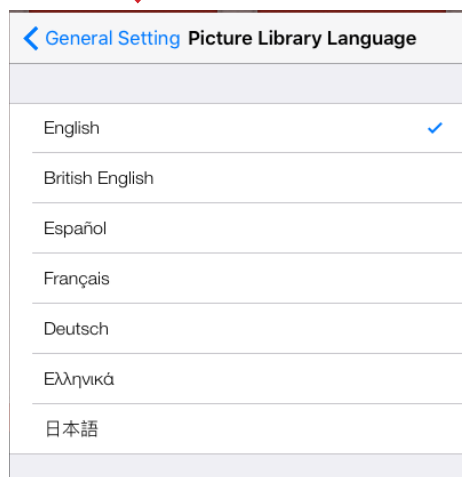 General Setting Picture Library Language
English
British English
Español
Français
Deutsch
Ελληνικά
日本語